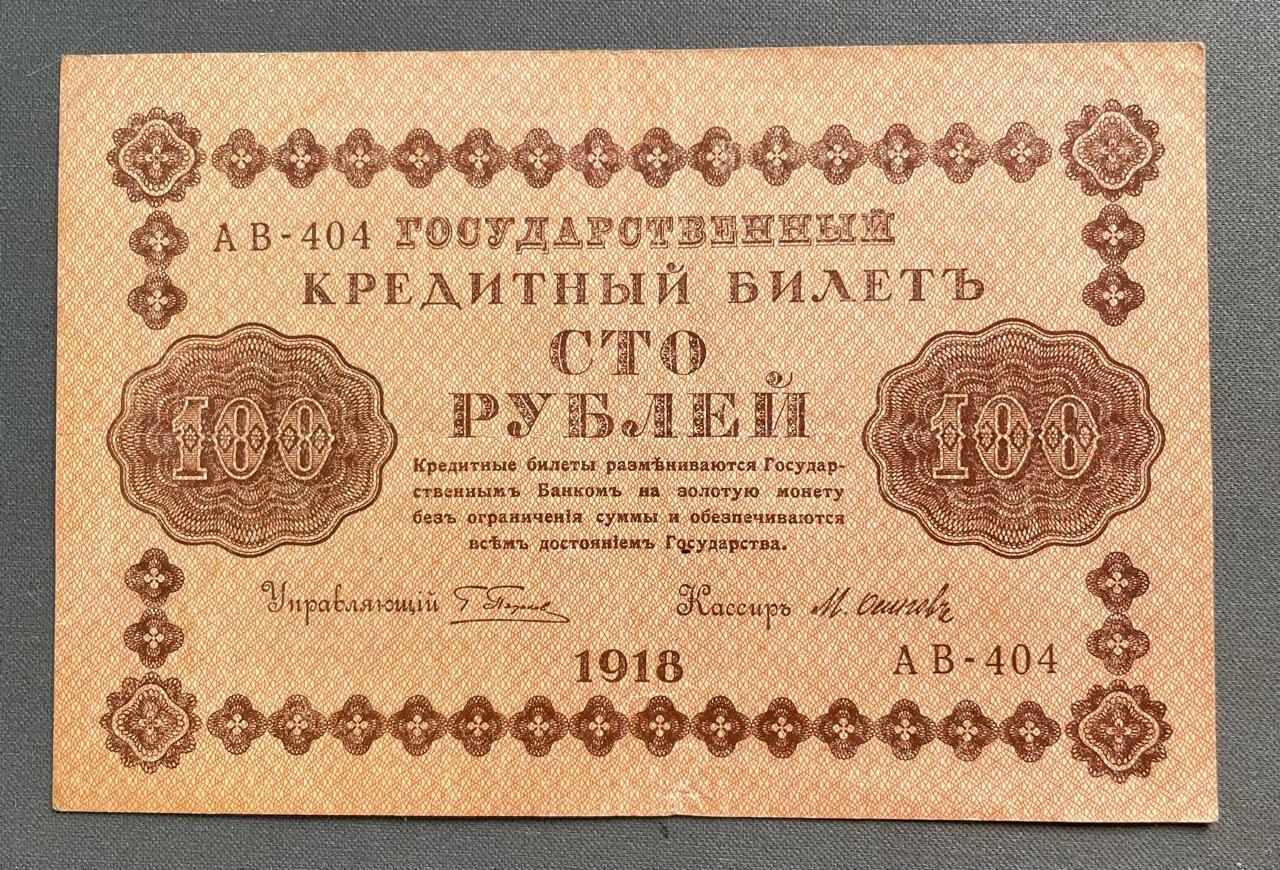 АВ-404 ГОСУДАРСТВЕННЫЙ
КРЕДИТНЫЙ БИЛЕТЪ
СТО
РУБЛЕЙ
100
100
Кредитные билеты размѣниваются Государ-
ственнымъ Банкомъ на золотую монету
безъ ограниченія суммы и обезпечиваются
всѣмъ достояніемъ Государства.
Управляющій Кассиръ М. Осиповъ
1918
АВ-404